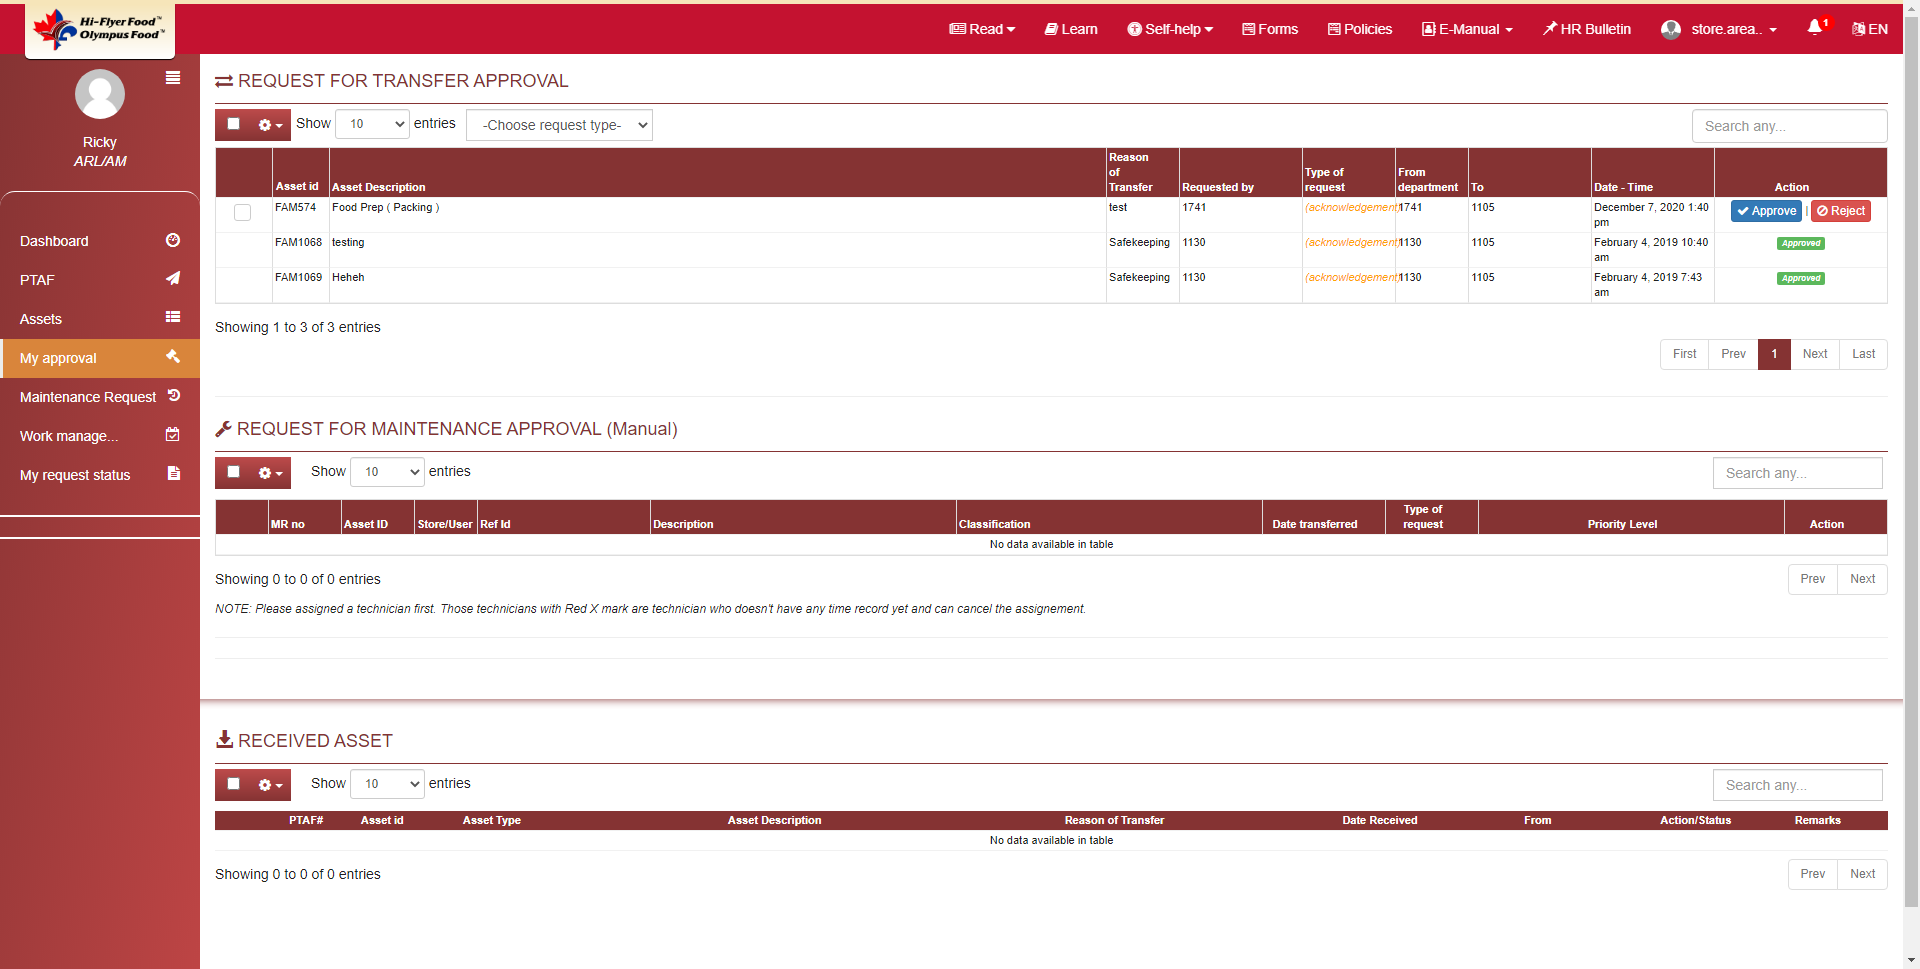 Hi-Flyer Food™
Olympus Food™
Read
Learn
Self-help
Forms
Policies
E-Manual
HR Bulletin
store.area..
1
EN
Ricky
ARL/AM
Dashboard
PTAF
Assets
My approval
Maintenance Request
Work manage...
My request status
REQUEST FOR TRANSFER APPROVAL
Show 10 entries -Choose request type- Search any...
Asset id Asset Description Reason of Transfer Requested by Type of request From department To Date - Time Action
FAM574 Food Prep ( Packing ) test 1741 (acknowledgement) 1741 1105 December 7, 2020 1:40 pm Approve | Reject
FAM1068 testing Safekeeping 1130 (acknowledgement) 1130 1105 February 4, 2019 10:40 am Approved
FAM1069 Heheh Safekeeping 1130 (acknowledgement) 1130 1105 February 4, 2019 7:43 am Approved
Showing 1 to 3 of 3 entries
First Prev 1 Next Last
REQUEST FOR MAINTENANCE APPROVAL (Manual)
Show 10 entries Search any...
MR no Asset ID Store/User Ref Id Description Classification Date transferred Type of request Priority Level Action
No data available in table
Showing 0 to 0 of 0 entries
Prev Next
NOTE: Please assigned a technician first. Those technicians with Red X mark are technician who doesn't have any time record yet and can cancel the assignement.
RECEIVED ASSET
Show 10 entries Search any...
PTAF# Asset id Asset Type Asset Description Reason of Transfer Date Received From Action/Status Remarks
No data available in table
Showing 0 to 0 of 0 entries
Prev Next